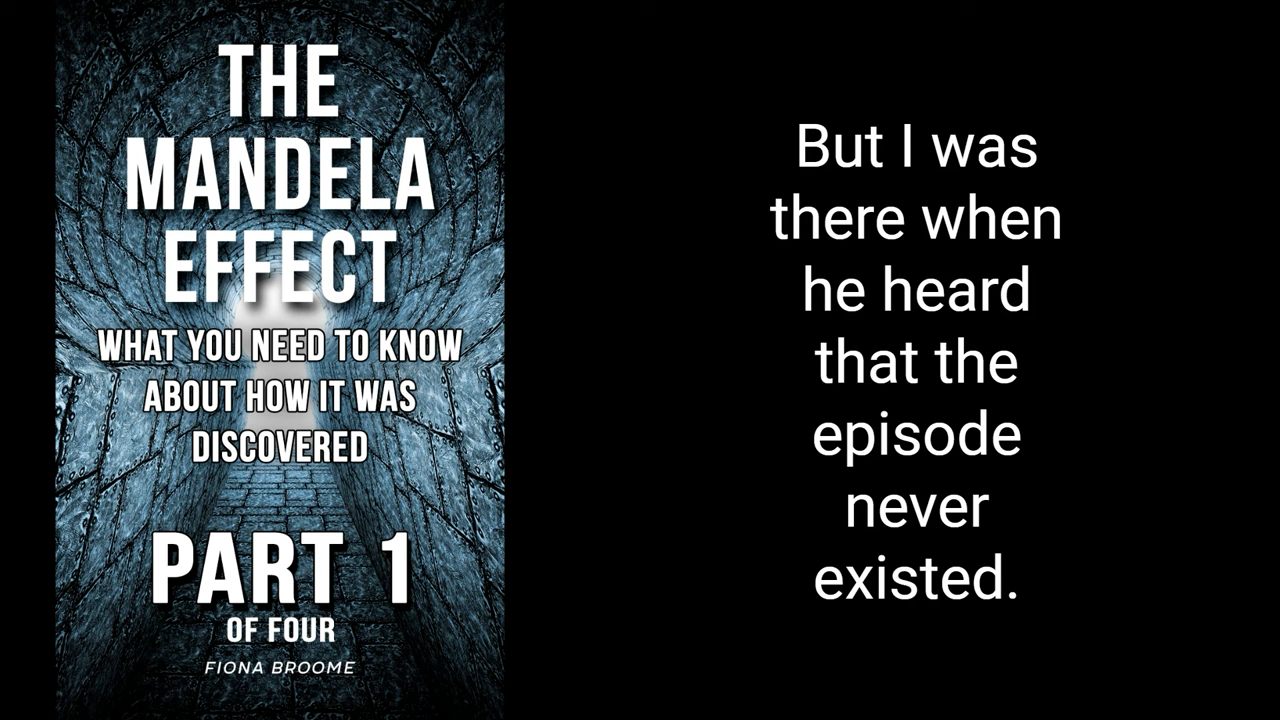 THE
MANDELA
EFFECT
WHAT YOU NEED TO KNOW
ABOUT HOW IT WAS
DISCOVERED
PART 1
OF FOUR
FIONA BROOME
But I was
there when
he heard
that the
episode
never
existed.